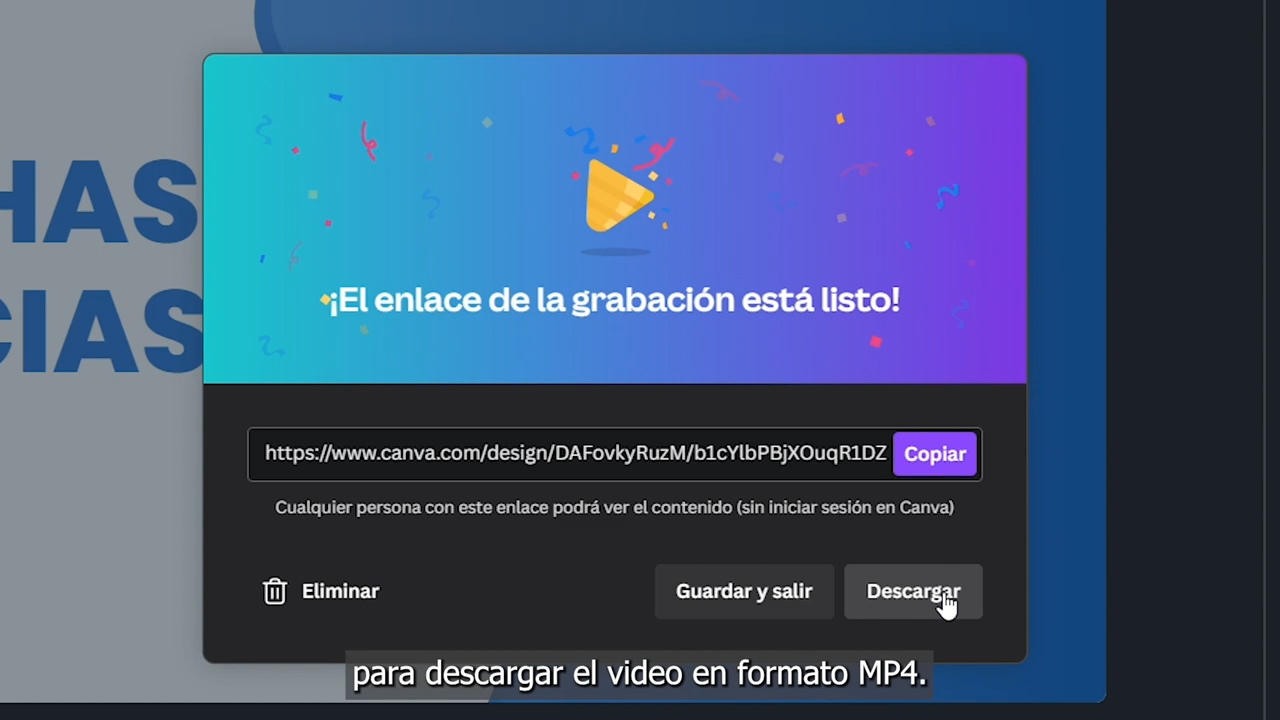 HAS
CIAS
¡El enlace de la grabación está listo!
https://www.canva.com/design/DAFovkyRuzM/b1cYlbPBjXOuqR1DZ
Copiar
Cualquier persona con este enlace podrá ver el contenido (sin iniciar sesión en Canva)
Eliminar
Guardar y salir
Descargar
para descargar el video en formato MP4.